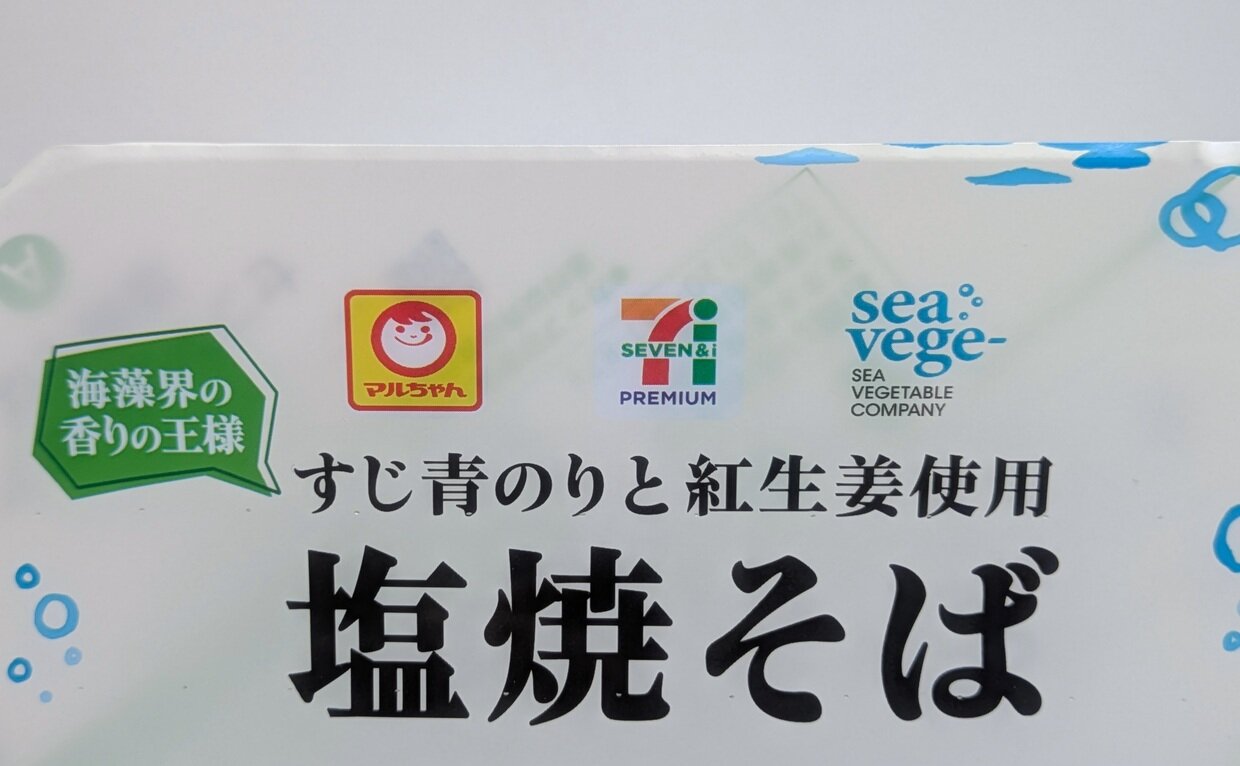 マルちゃん
SEVEN&i
PREMIUM
sea
vege-
SEA
VEGETABLE
COMPANY
海藻界の
香りの王様
すじ青のりと紅生姜使用
塩焼そば